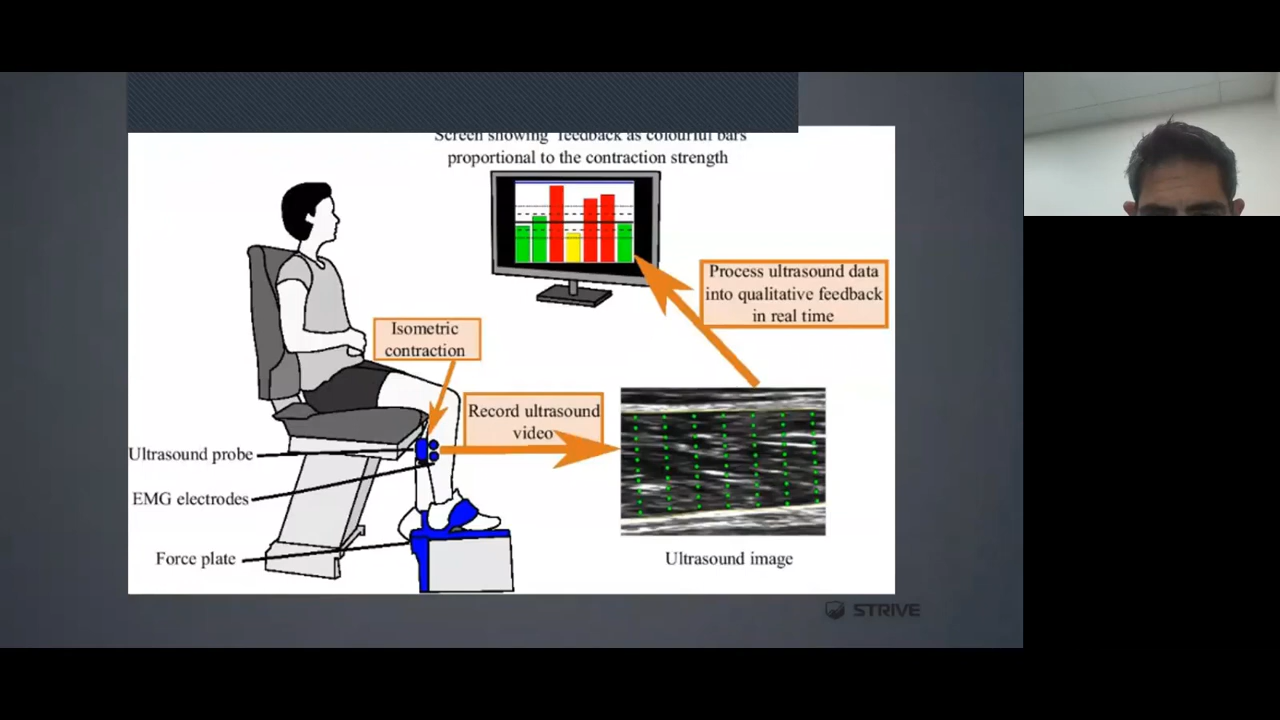 Screen showing feedback as colourful bars
proportional to the contraction strength
Process ultrasound data
into qualitative feedback
in real time
Isometric
contraction
Record ultrasound
video
Ultrasound probe
EMG electrodes
Force plate
Ultrasound image
STRIVE